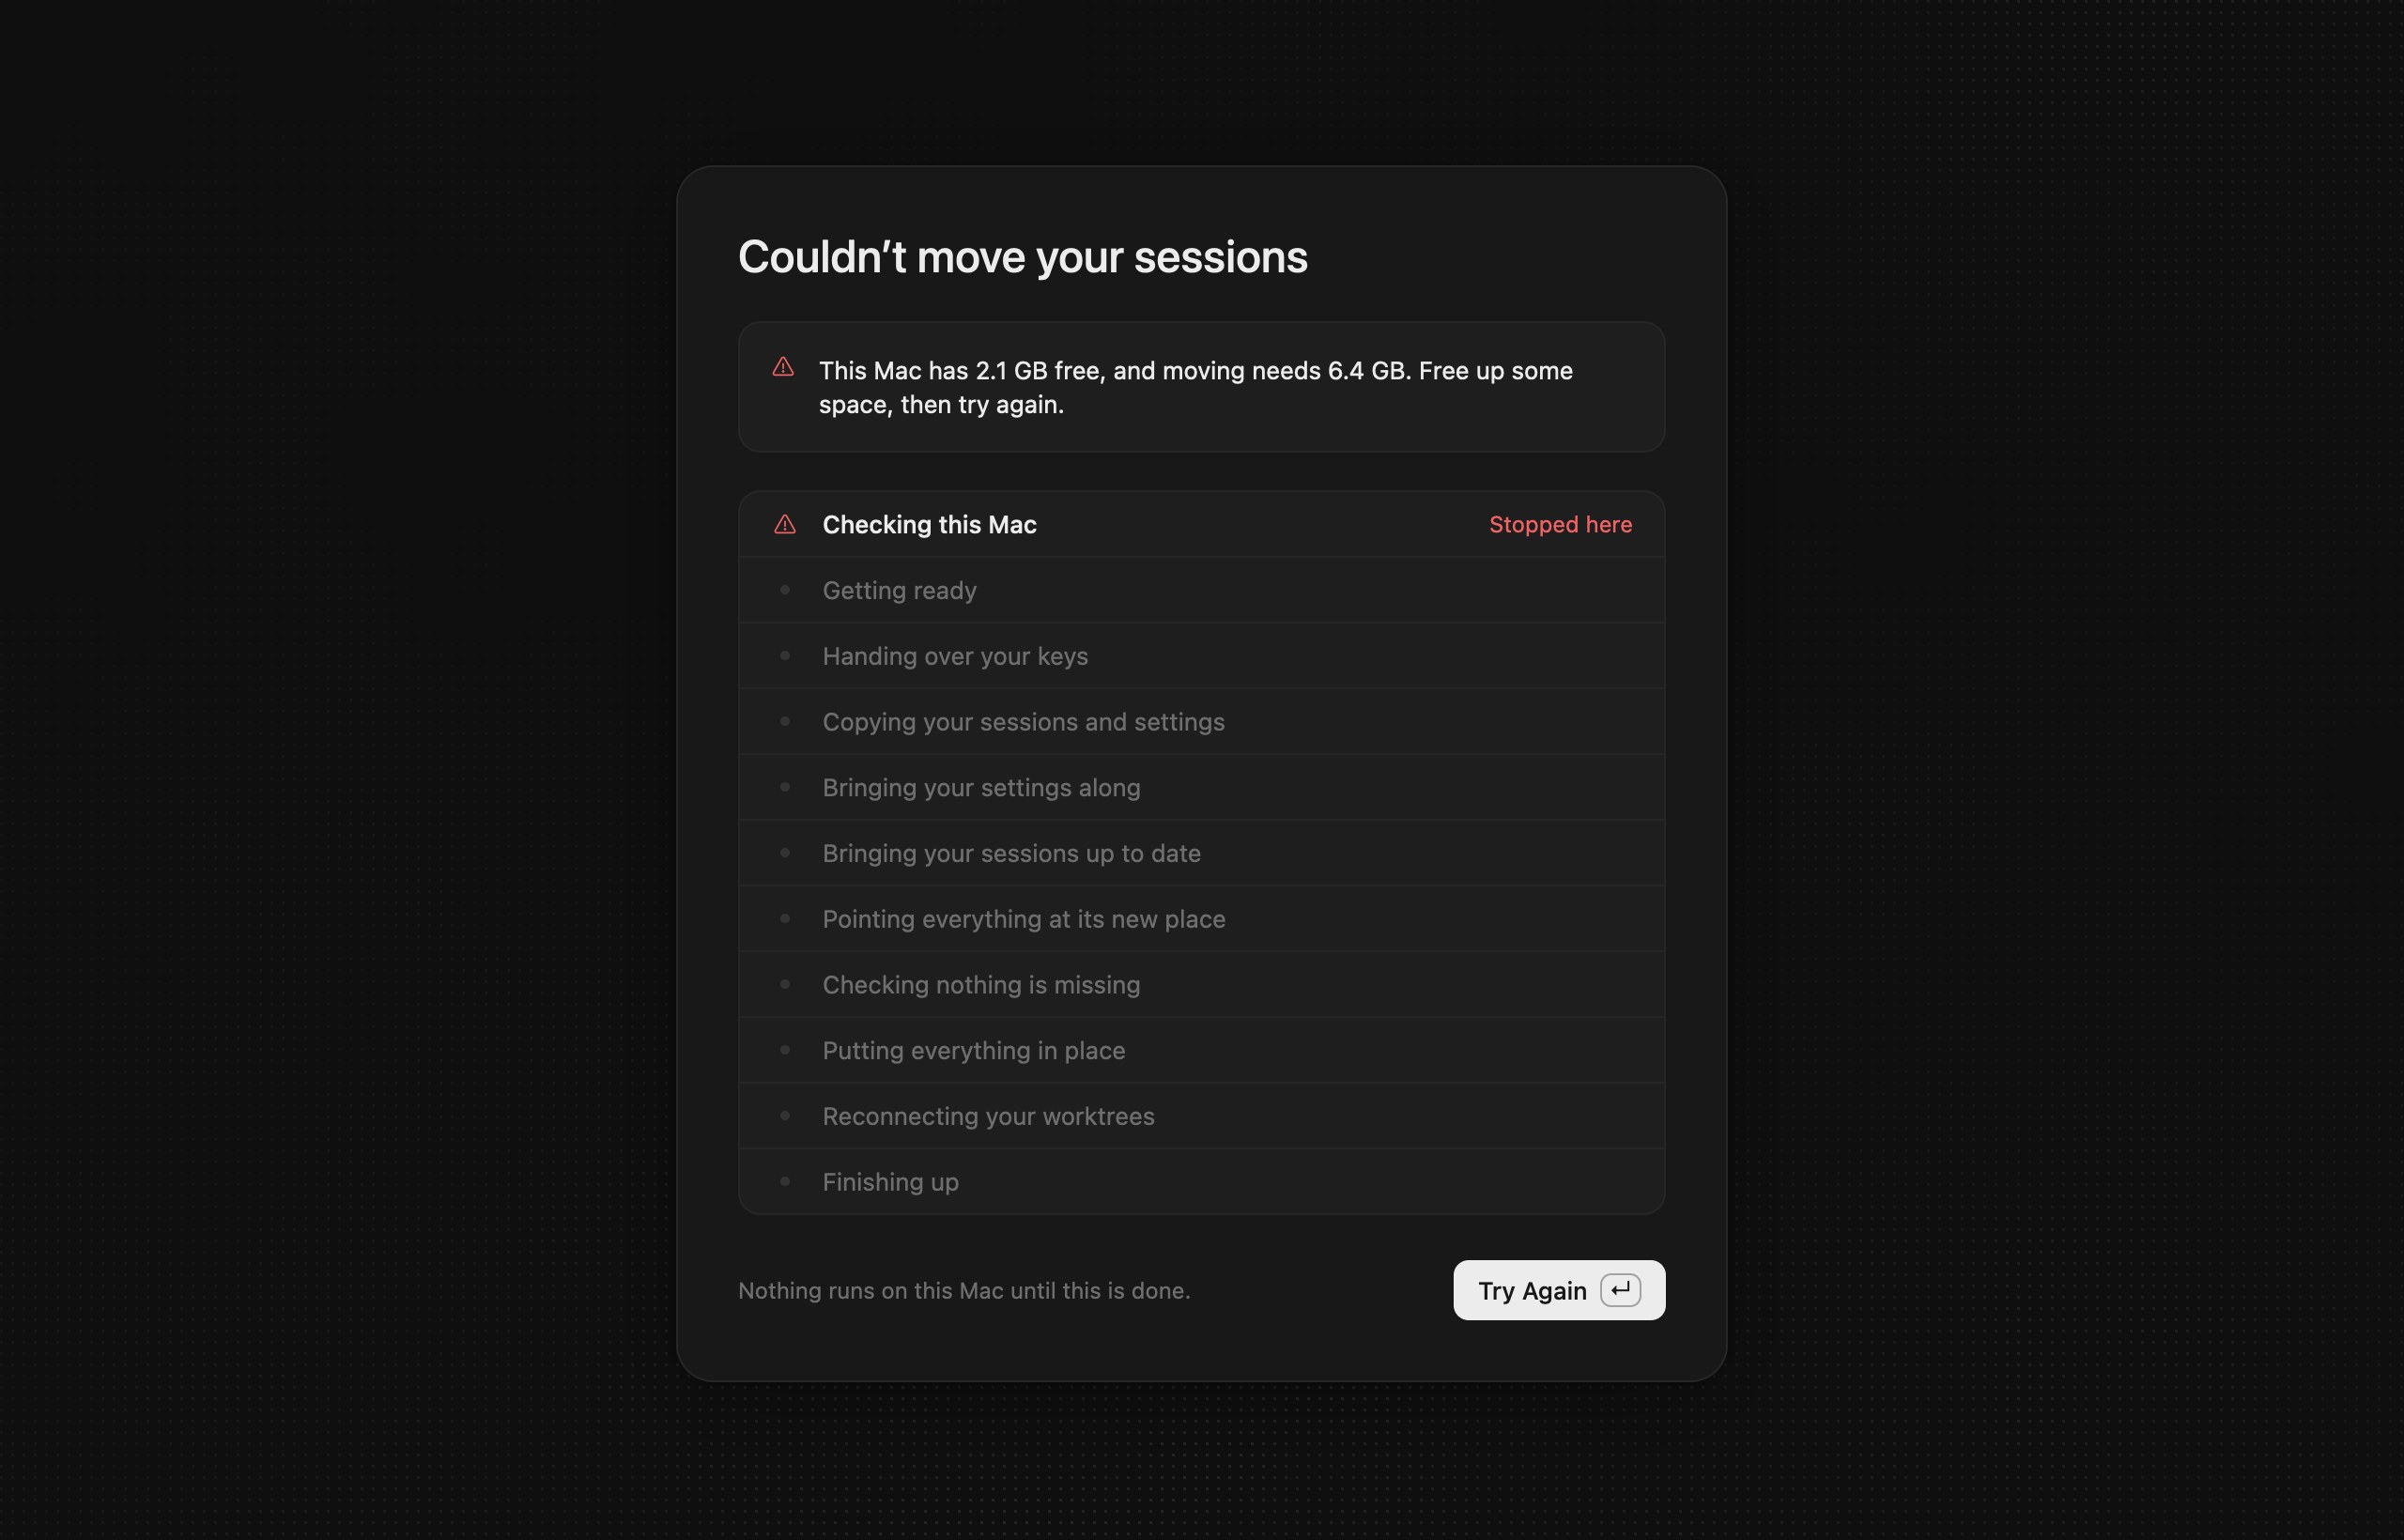 Couldn’t move your sessions
This Mac has 2.1 GB free, and moving needs 6.4 GB. Free up some
space, then try again.
Checking this Mac Stopped here
Getting ready
Handing over your keys
Copying your sessions and settings
Bringing your settings along
Bringing your sessions up to date
Pointing everything at its new place
Checking nothing is missing
Putting everything in place
Reconnecting your worktrees
Finishing up
Nothing runs on this Mac until this is done.
Try Again